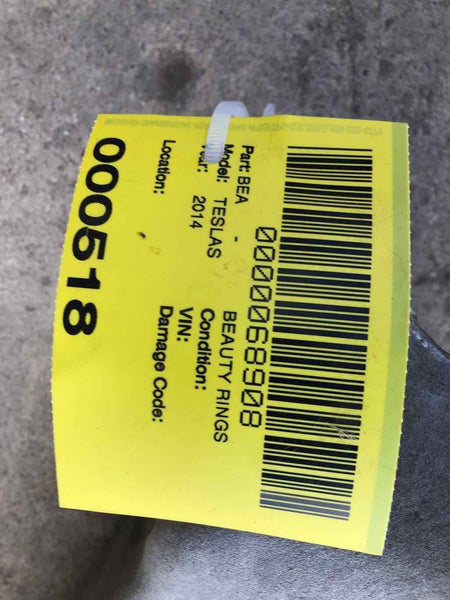 0000068908
Part: BEA - BEAUTY RINGS
Model: TESLAS Condition:
Year: 2014 VIN:
Damage Code:
Location:
000518